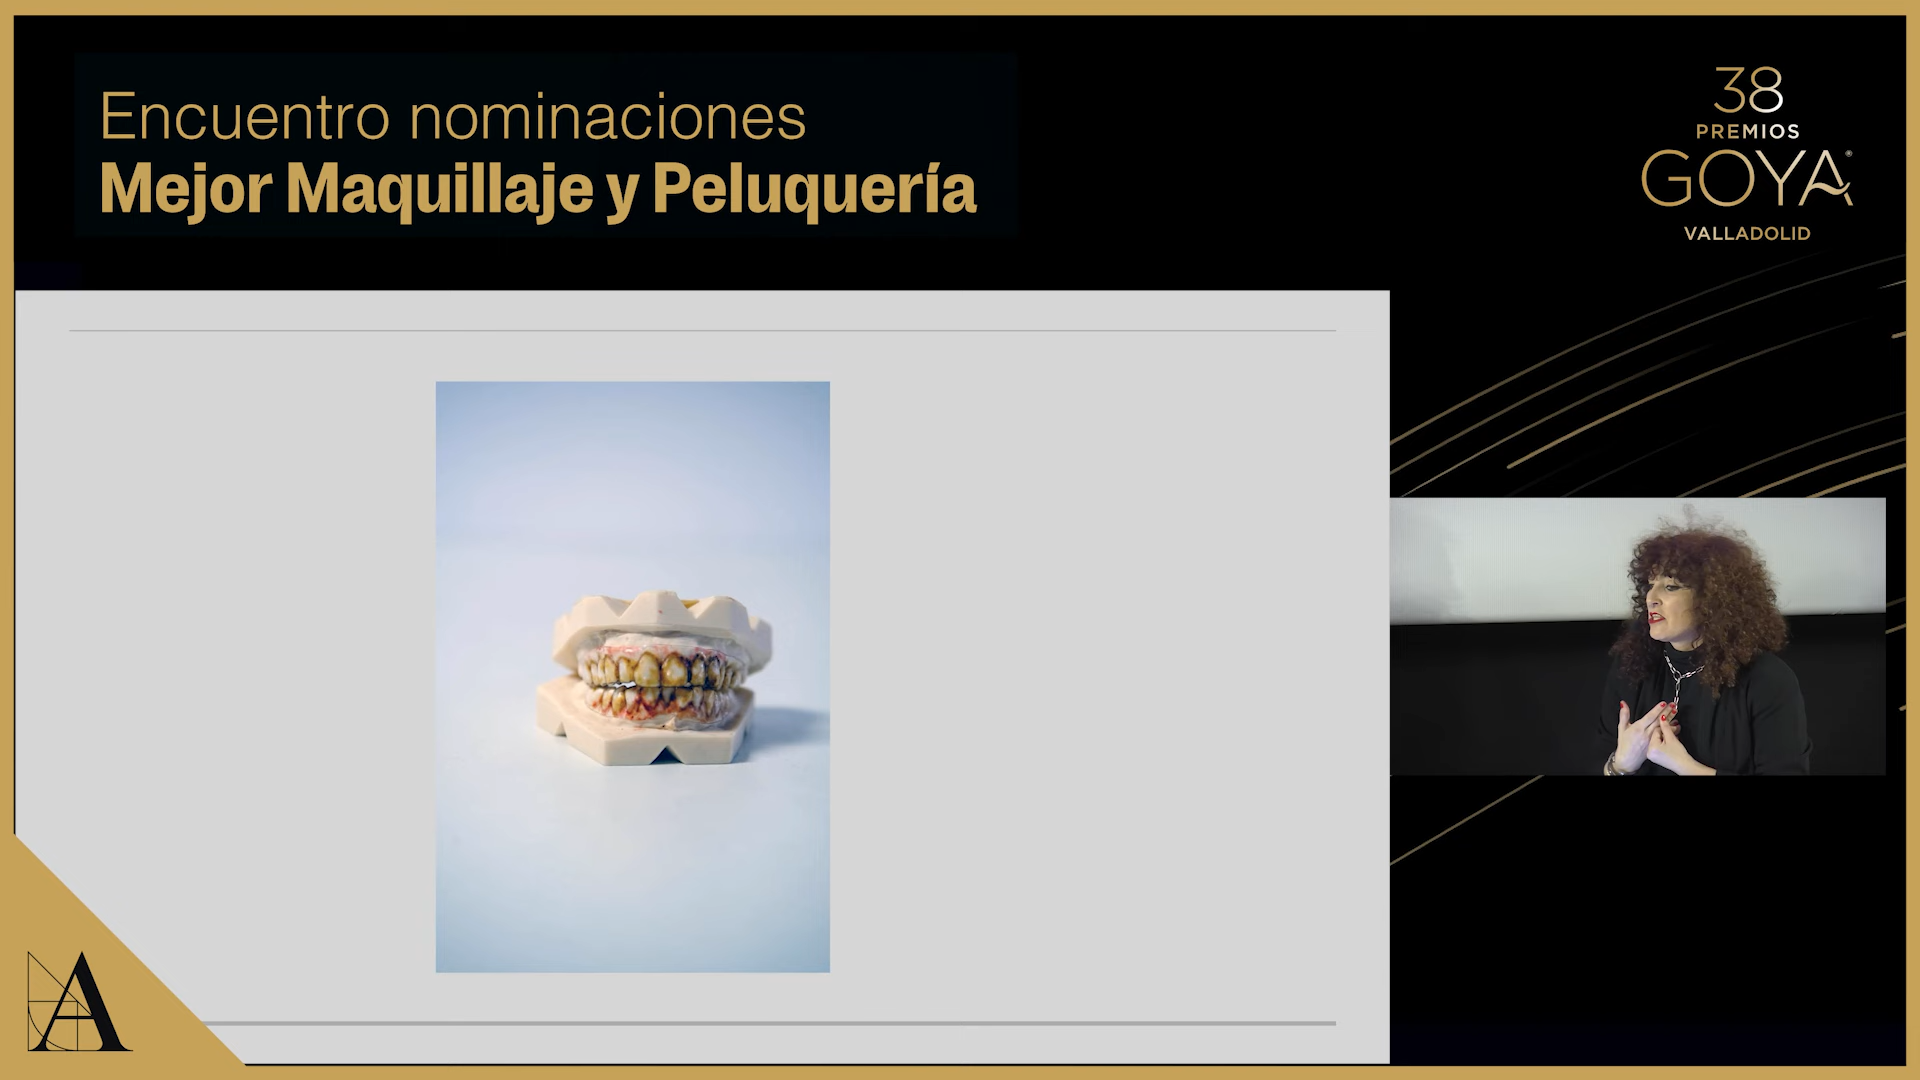 Encuentro nominaciones
Mejor Maquillaje y Peluquería
38
PREMIOS
GOYA
VALLADOLID
A